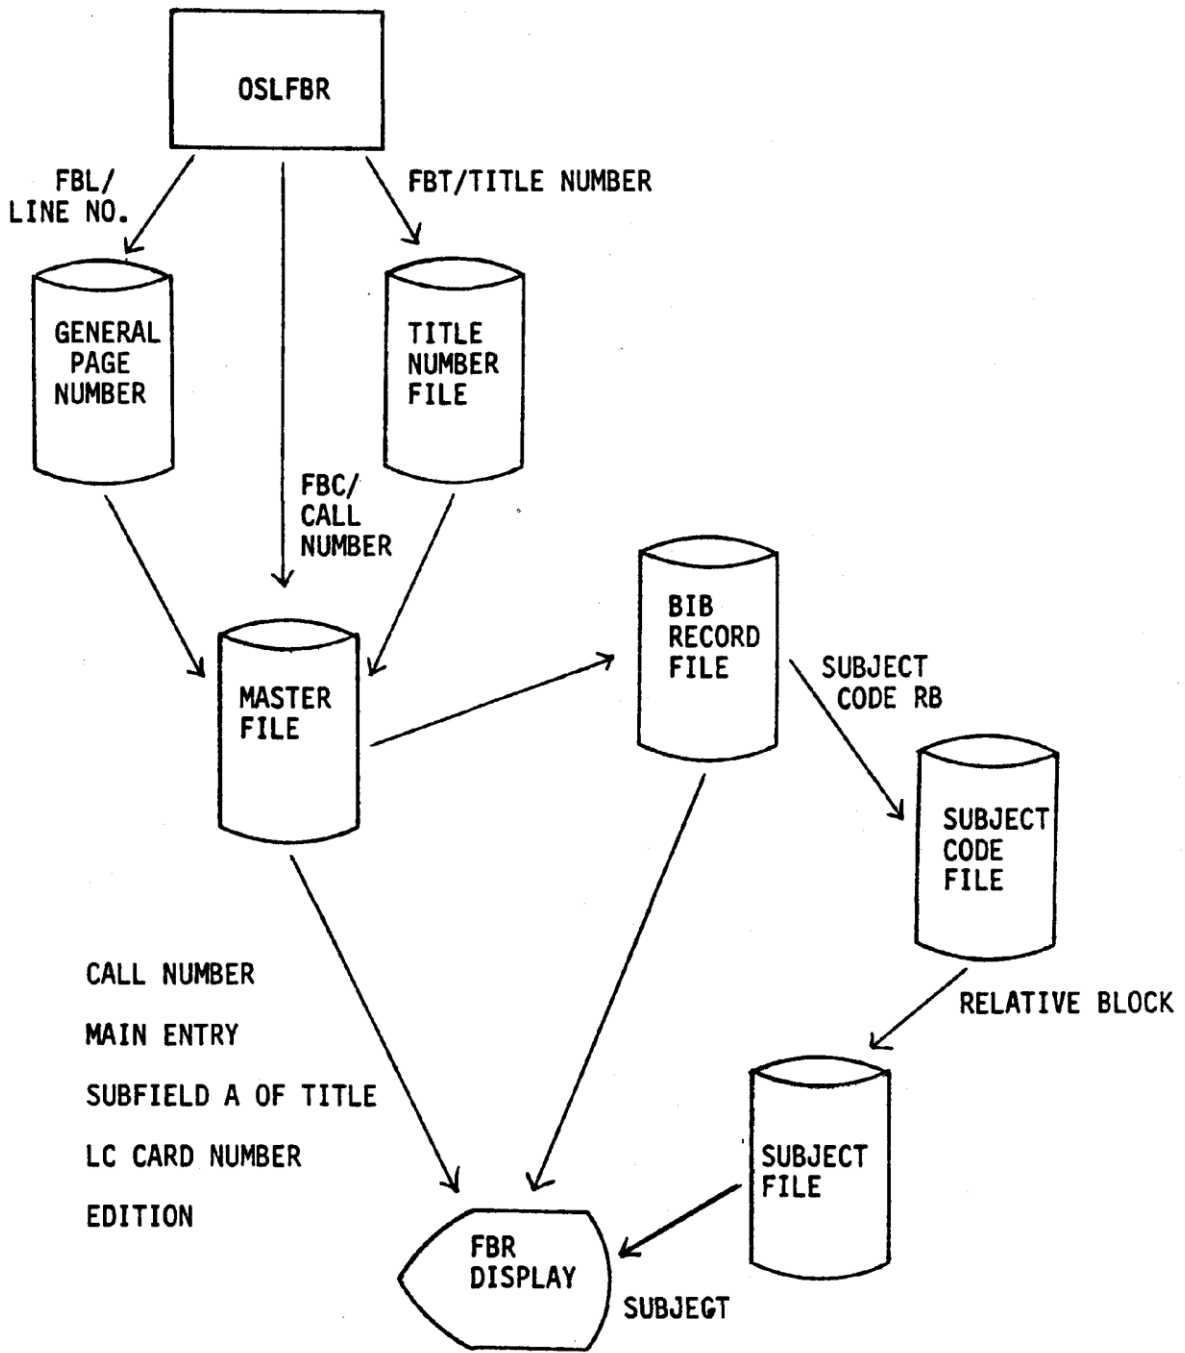 OSLFBR
FBL/
LINE NO.
FBT/TITLE NUMBER
GENERAL
PAGE
NUMBER
TITLE
NUMBER
FILE
FBC/
CALL
NUMBER
BIB
RECORD
FILE
SUBJECT
CODE RB
MASTER
FILE
SUBJECT
CODE
FILE
CALL NUMBER
MAIN ENTRY
SUBFIELD A OF TITLE
LC CARD NUMBER
EDITION
RELATIVE BLOCK
SUBJECT
FILE
FBR
DISPLAY
SUBJECT